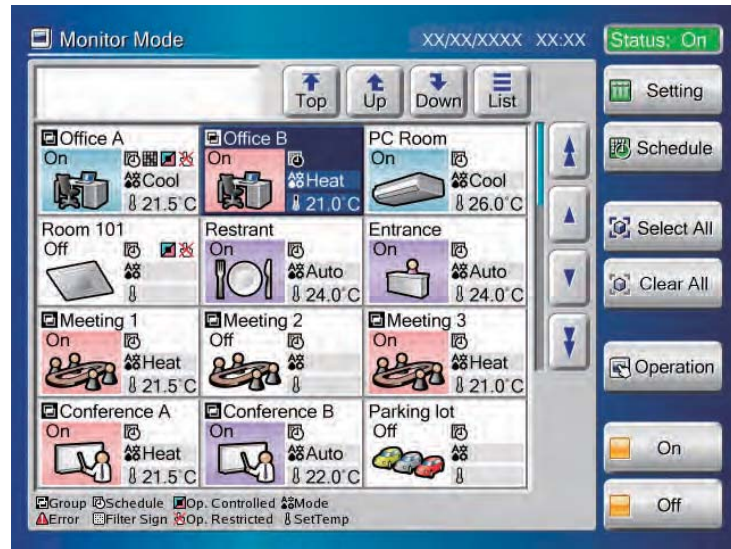 Monitor Mode XX/XX/XXXX XX:XX Status: On
Top Up Down List
Setting
Schedule
Select All
Clear All
Operation
On
Off
Office A
On
Cool
21.5°C
Office B
On
Heat
21.0°C
PC Room
On
Cool
26.0°C
Room 101
Off
Restrant
On
Auto
24.0°C
Entrance
On
Auto
24.0°C
Meeting 1
On
Heat
21.5°C
Meeting 2
Off
Meeting 3
On
Heat
21.0°C
Conference A
On
Heat
21.5°C
Conference B
On
Auto
22.0°C
Parking lot
Off
Group Schedule Op. Controlled Mode
Error Filter Sign Op. Restricted SetTemp